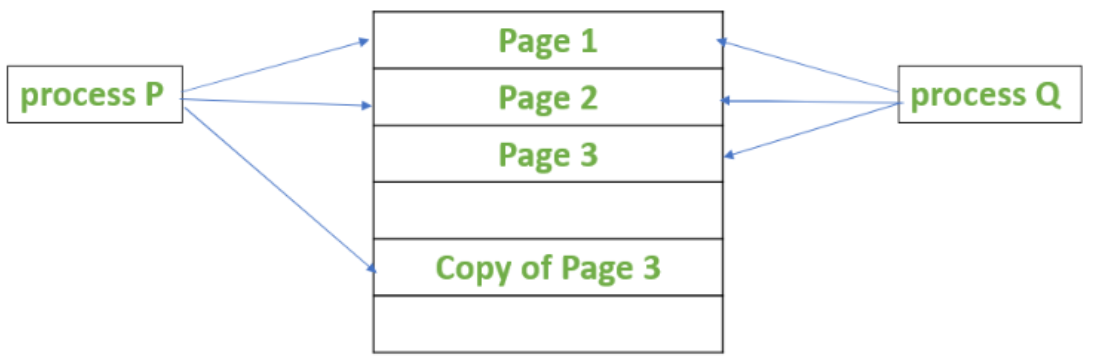 Page 1
process P
Page 2
process Q
Page 3
Copy of Page 3